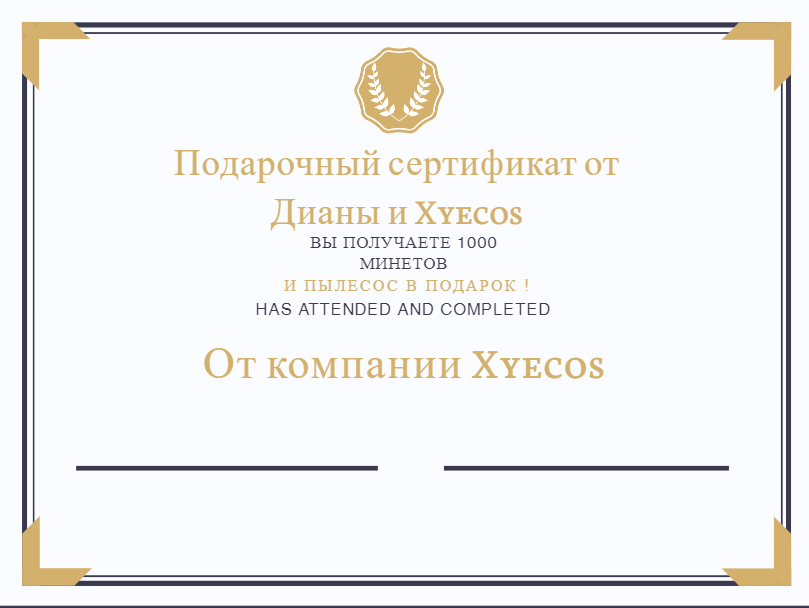 Подарочный сертификат от
Дианы и Xyecos
ВЫ ПОЛУЧАЕТЕ 1000
МИНЕТОВ
И ПЫЛЕСОС В ПОДАРОК !
HAS ATTENDED AND COMPLETED
От компании Xyecos